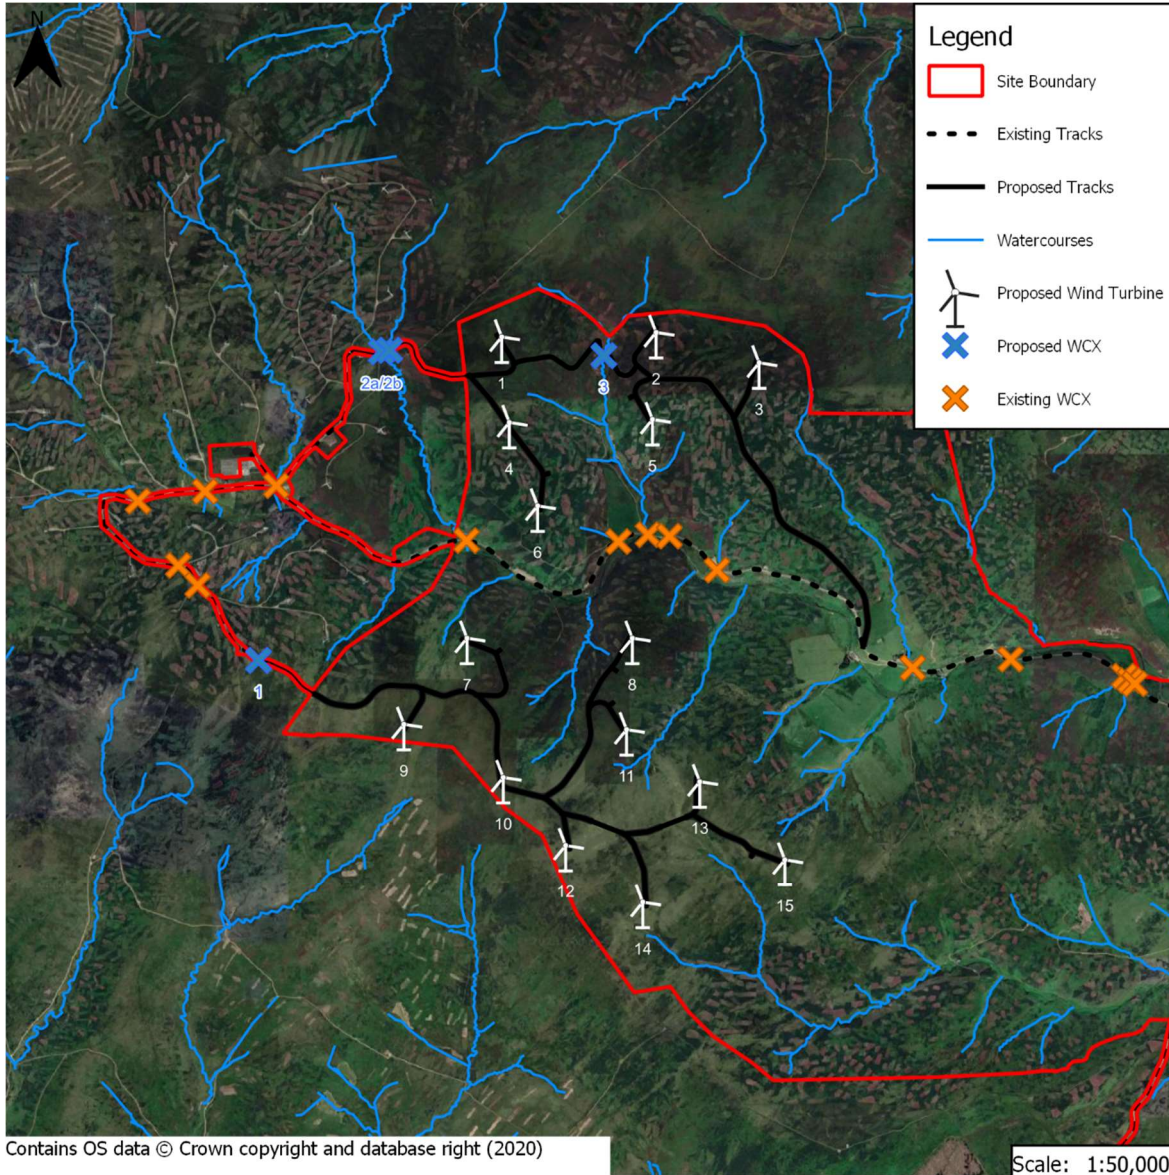 N
Legend
Site Boundary
Existing Tracks
Proposed Tracks
Watercourses
Proposed Wind Turbine
Proposed WCX
Existing WCX
2a/2b
1
3
2
3
4
5
6
1
7
8
9
11
10
13
12
15
14
Contains OS data © Crown copyright and database right (2020)
Scale: 1:50,000